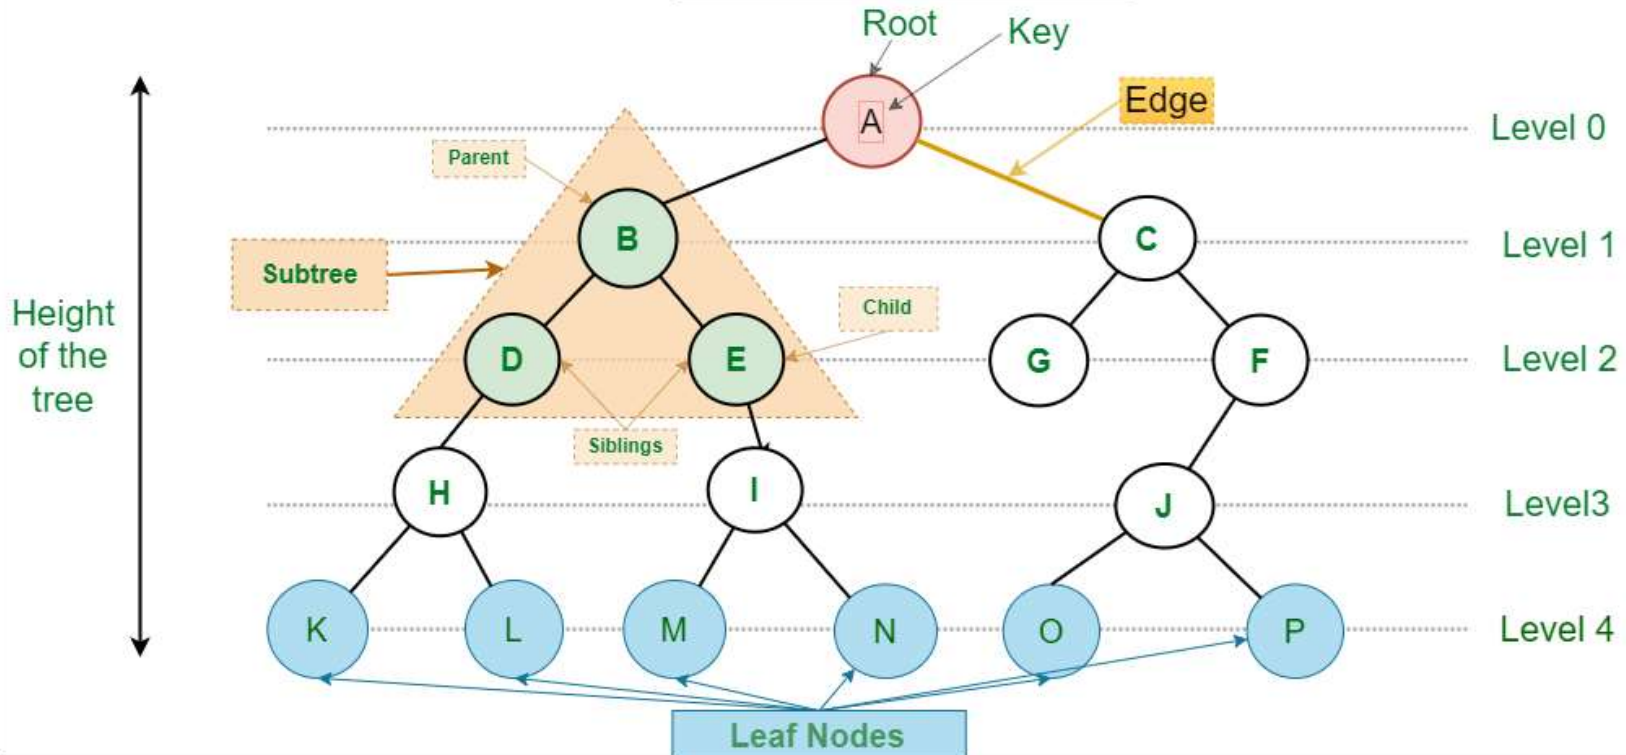 Root
Key
A
Edge
Level 0
Parent
B
C
Level 1
Subtree
Child
Height
of the
tree
D
E
G
F
Level 2
Siblings
H
I
J
Level3
K
L
M
N
O
P
Level 4
Leaf Nodes